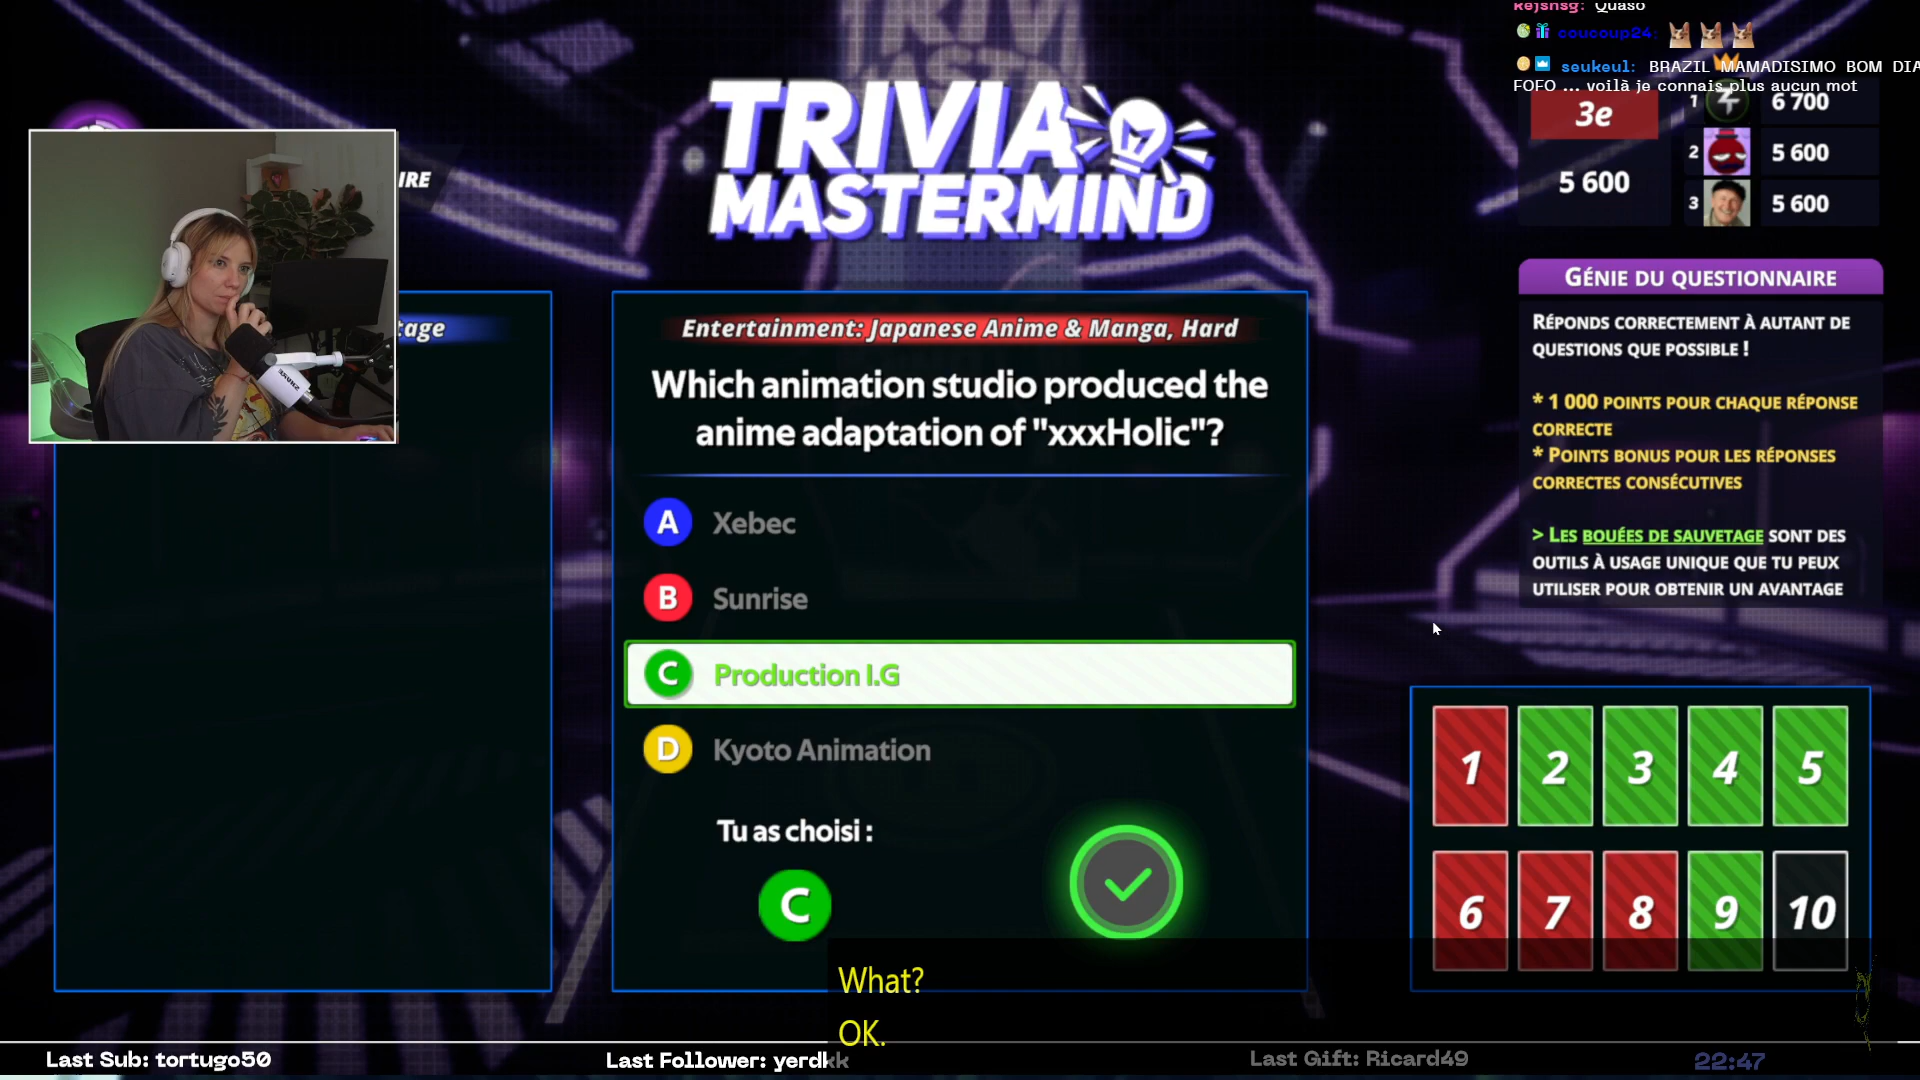 Rejsnsg: Quaso
coucoup24:
seukeul: BRAZIL MAMADISIMO BOM DIA
FOFO ... voilà je connais plus aucun mot
TRIVIA
MASTERMIND
IRE
3e
5 600
1 6 700
2 5 600
3 5 600
tage
Entertainment: Japanese Anime & Manga, Hard
Which animation studio produced the
anime adaptation of "xxxHolic"?
A Xebec
B Sunrise
C Production I.G
D Kyoto Animation
Tu as choisi :
C
GÉNIE DU QUESTIONNAIRE
RÉPONDS CORRECTEMENT À AUTANT DE
QUESTIONS QUE POSSIBLE !
* 1 000 POINTS POUR CHAQUE RÉPONSE
CORRECTE
* POINTS BONUS POUR LES RÉPONSES
CORRECTES CONSÉCUTIVES
> LES BOUÉES DE SAUVETAGE SONT DES
OUTILS À USAGE UNIQUE QUE TU PEUX
UTILISER POUR OBTENIR UN AVANTAGE
1 2 3 4 5
6 7 8 9 10
What?
OK.
Last Sub: tortugo50
Last Follower: yerdkk
Last Gift: Ricard49
22:47